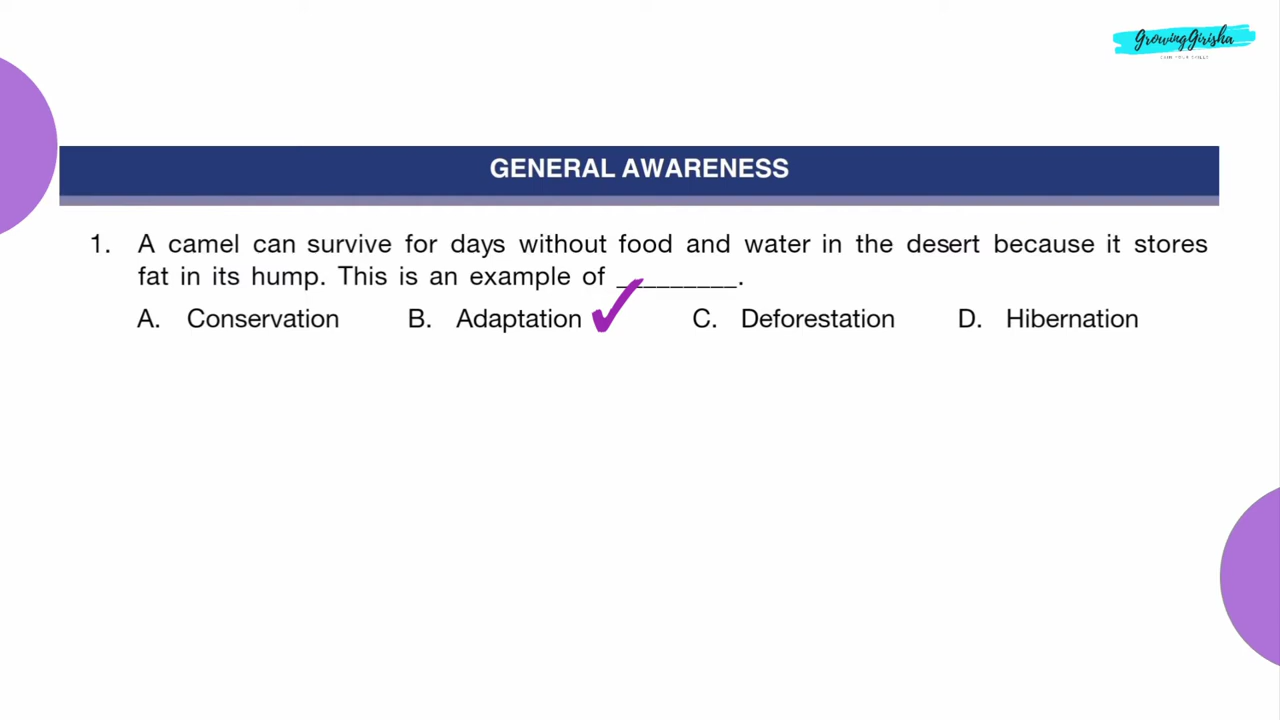 GrowingGirisha
GENERAL AWARENESS
1. A camel can survive for days without food and water in the desert because it stores
fat in its hump. This is an example of _________.
A. Conservation B. Adaptation ✓ C. Deforestation D. Hibernation